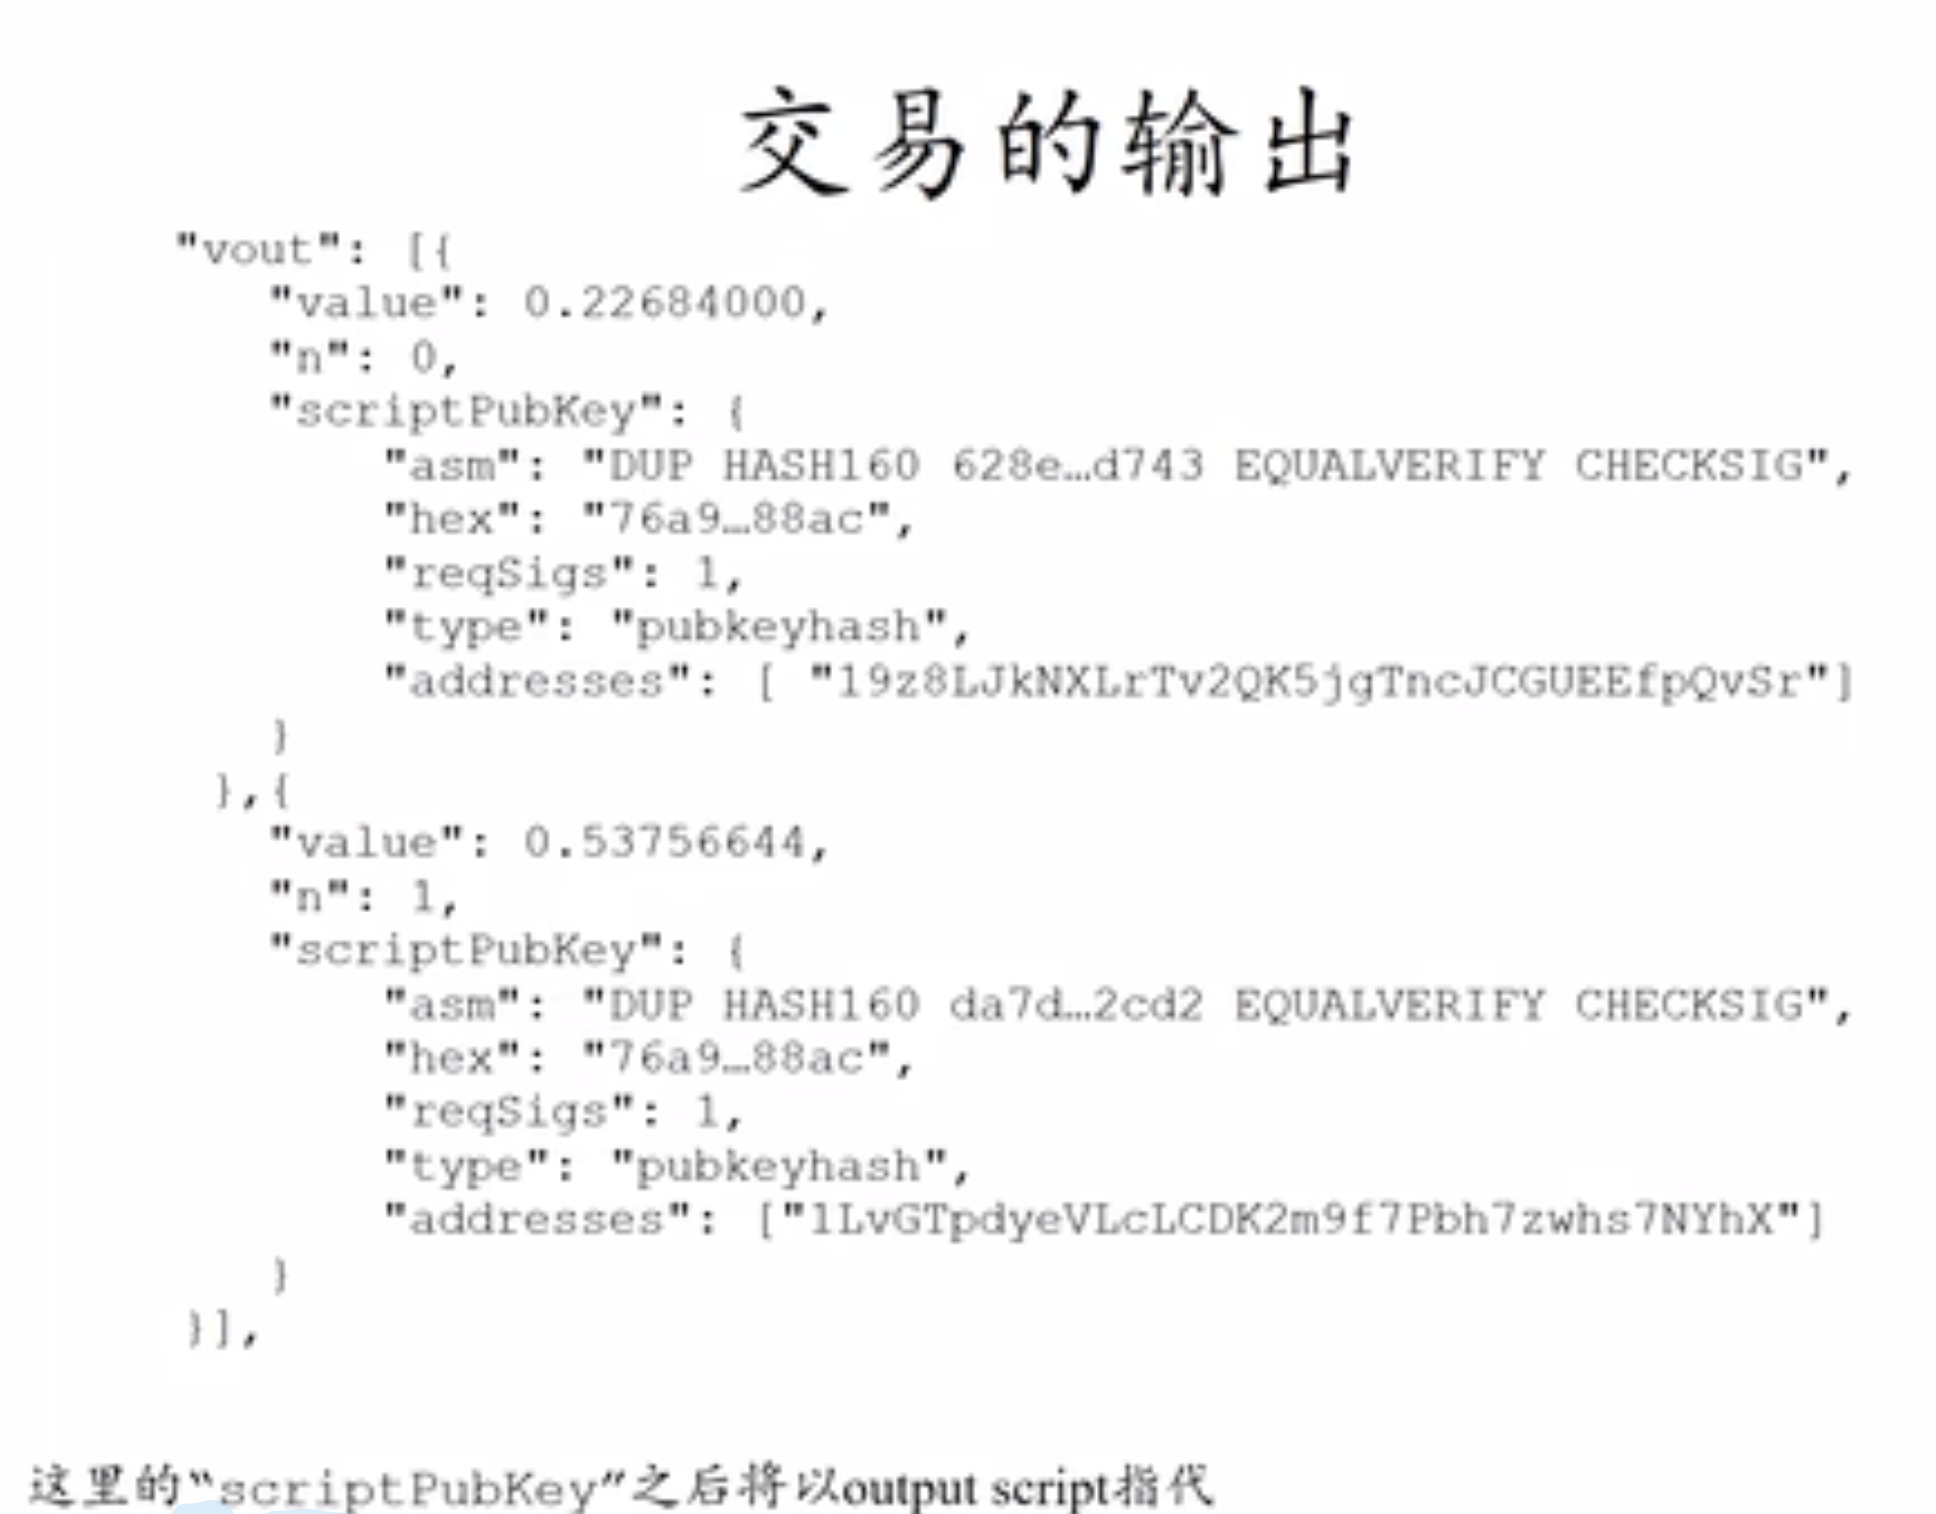 交易的输出
"vout": [{
"value": 0.22684000,
"n": 0,
"scriptPubKey": {
"asm": "DUP HASH160 628e…d743 EQUALVERIFY CHECKSIG",
"hex": "76a9…88ac",
"reqSigs": 1,
"type": "pubkeyhash",
"addresses": [ "19z8LJkNXLrTv2QK5jgTncJCGUEEfpQvSr"]
}
},{
"value": 0.53756644,
"n": 1,
"scriptPubKey": {
"asm": "DUP HASH160 da7d…2cd2 EQUALVERIFY CHECKSIG",
"hex": "76a9…88ac",
"reqSigs": 1,
"type": "pubkeyhash",
"addresses": ["1LvGTpdyeVLcLCDK2m9f7Pbh7zwhs7NYhX"]
}
}],
这里的“scriptPubKey”之后将以output script指代